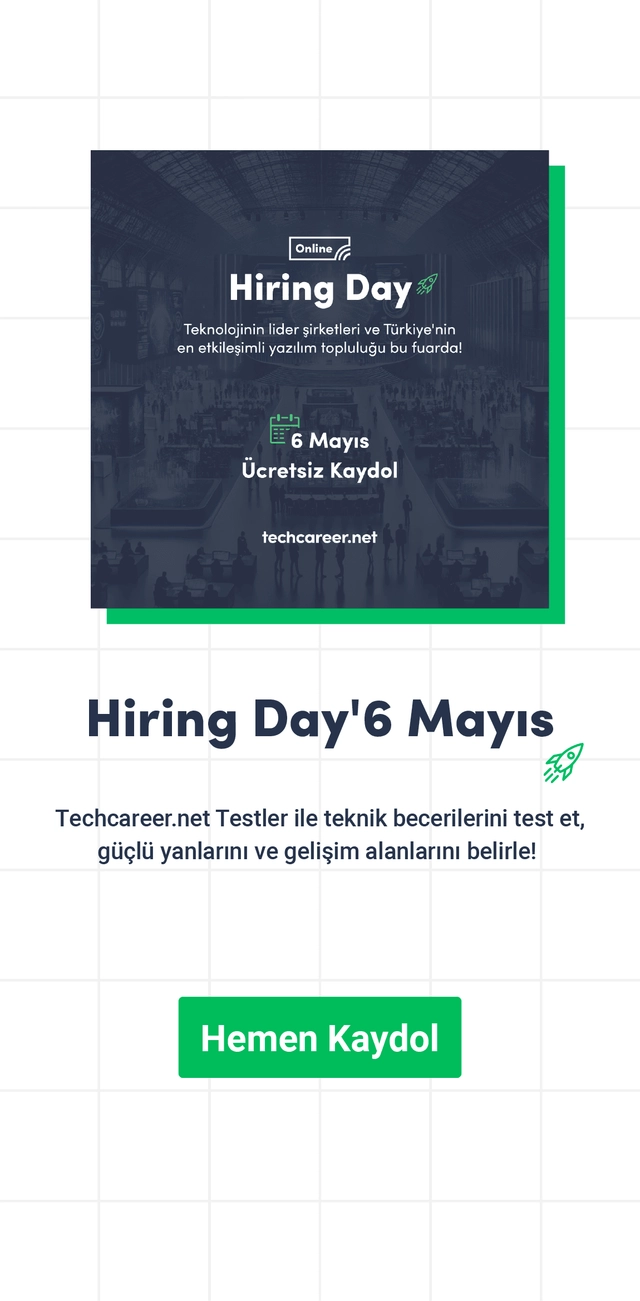 Online
Hiring Day
Teknolojinin lider şirketleri ve Türkiye'nin
en etkileşimli yazılım topluluğu bu fuarda!
6 Mayıs
Ücretsiz Kaydol
techcareer.net
Hiring Day'6 Mayıs
Techcareer.net Testler ile teknik becerilerini test et,
güçlü yanlarını ve gelişim alanlarını belirle!
Hemen Kaydol